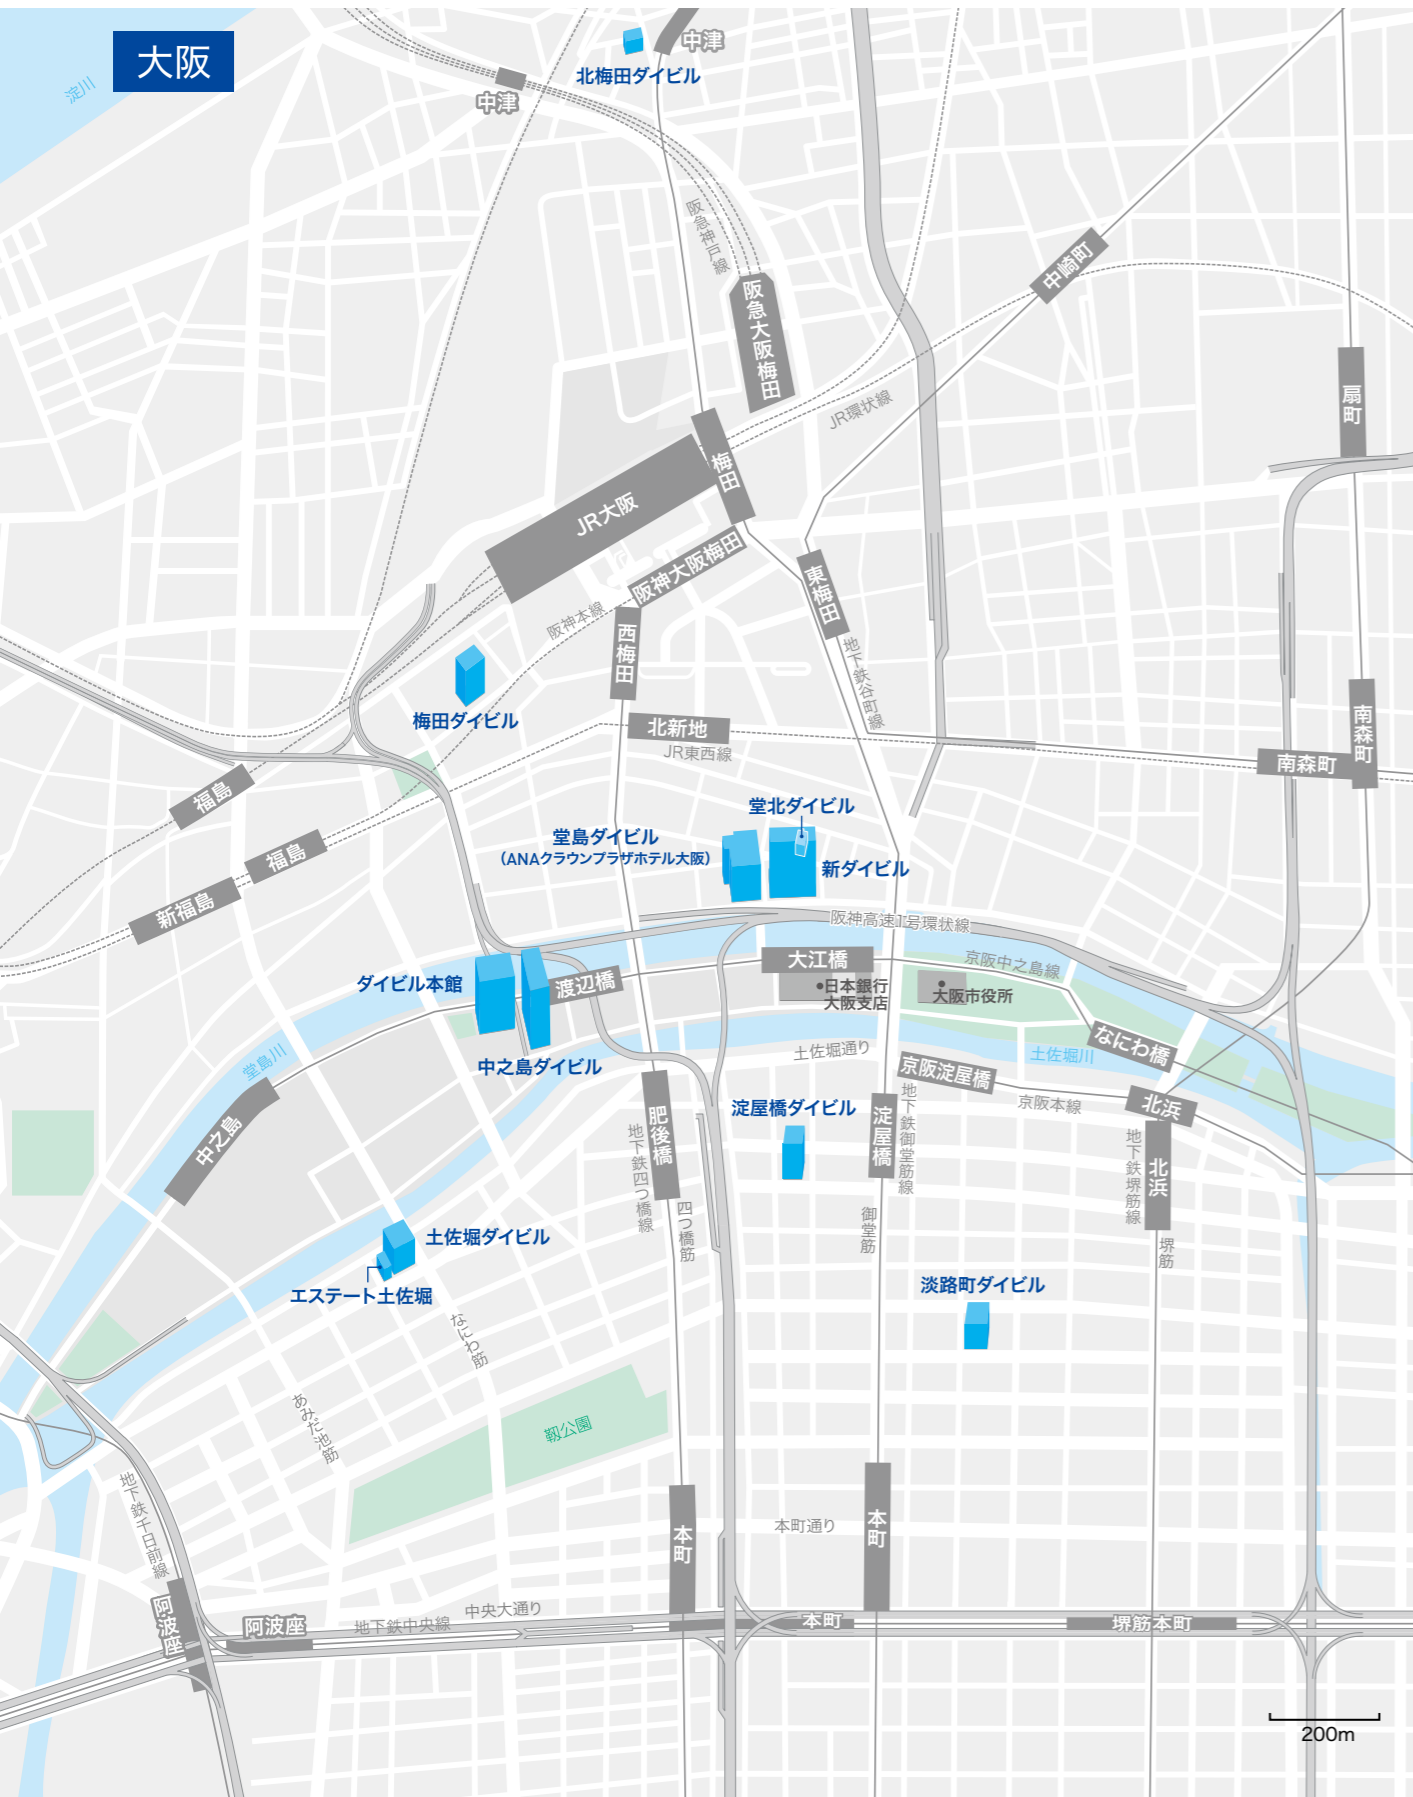 大阪
淀川
中津
中津
北梅田ダイビル
阪急神戸線
阪急大阪梅田
中崎町
扇町
JR環状線
梅田
JR大阪
阪神大阪梅田
東梅田
阪神本線
西梅田
地下鉄谷町線
梅田ダイビル
北新地
JR東西線
南森町
南森町
福島
福島
新福島
堂北ダイビル
堂島ダイビル
(ANAクラウンプラザホテル大阪)
新ダイビル
阪神高速1号環状線
大江橋
京阪中之島線
ダイビル本館
渡辺橋
●日本銀行
大阪支店
大阪市役所
堂島川
中之島ダイビル
土佐堀通り
土佐堀川
なにわ橋
京阪淀屋橋
京阪本線
北浜
中之島
肥後橋
地下鉄四つ橋線
四つ橋筋
淀屋橋ダイビル
淀屋橋
地下鉄御堂筋線
御堂筋
地下鉄堺筋線
北浜
堺筋
土佐堀ダイビル
エステート土佐堀
淡路町ダイビル
なにわ筋
あみだ池筋
靱公園
地下鉄千日前線
本町
本町通り
本町
阿波座
阿波座
地下鉄中央線
中央大通り
本町
堺筋本町
200m